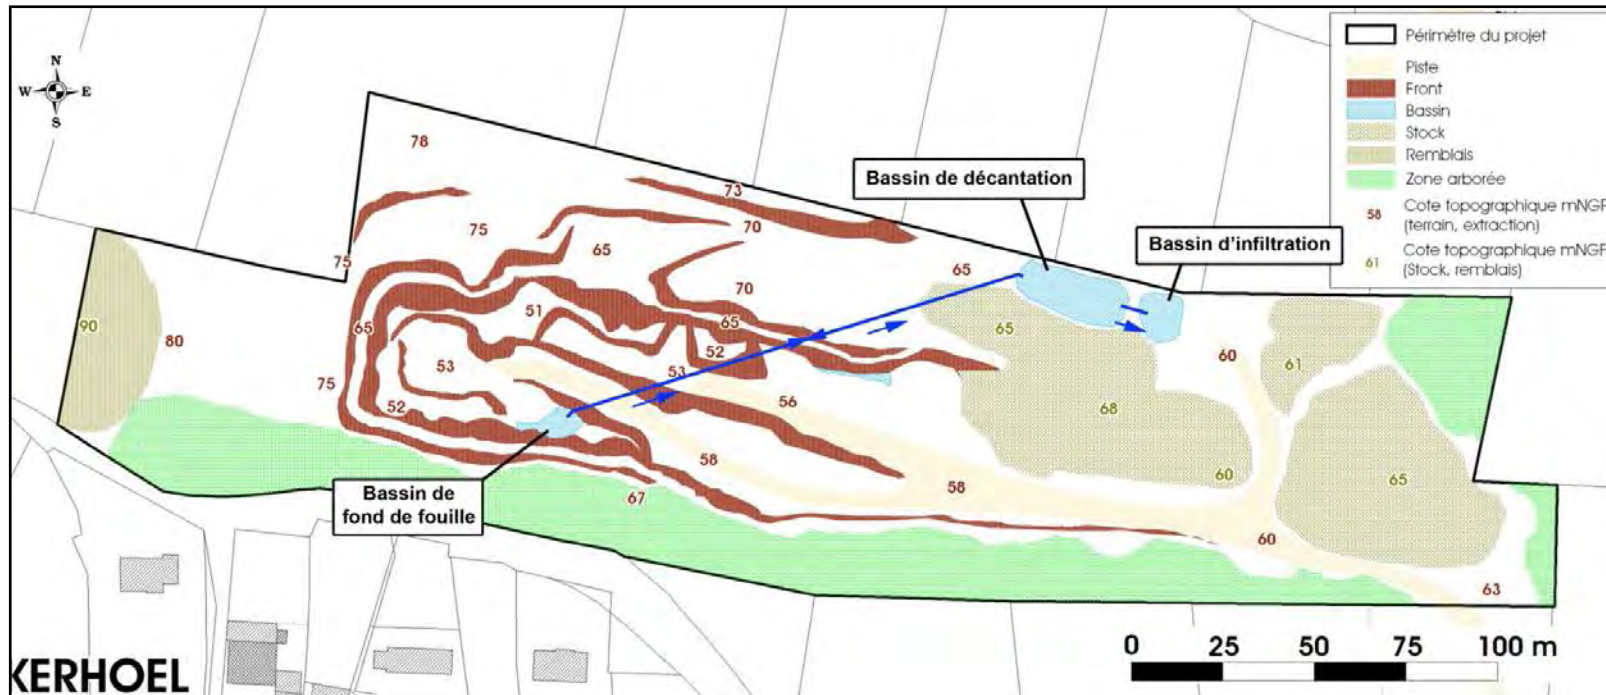 N
W E
S
78
73
75
70
75
65
65
70
51
65
65
52
53
53
52
56
58
58
67
75
80
90
65
68
60
60
61
65
60
63
Bassin de décantation
Bassin d'infiltration
Bassin de
fond de fouille
Périmètre du projet
Piste
Front
Bassin
Stock
Remblais
Zone arborée
58 Cote topographique mNGF
(terrain, extraction)
61 Cote topographique mNGF
(Stock, remblais)
0 25 50 75 100 m
KERHOEL